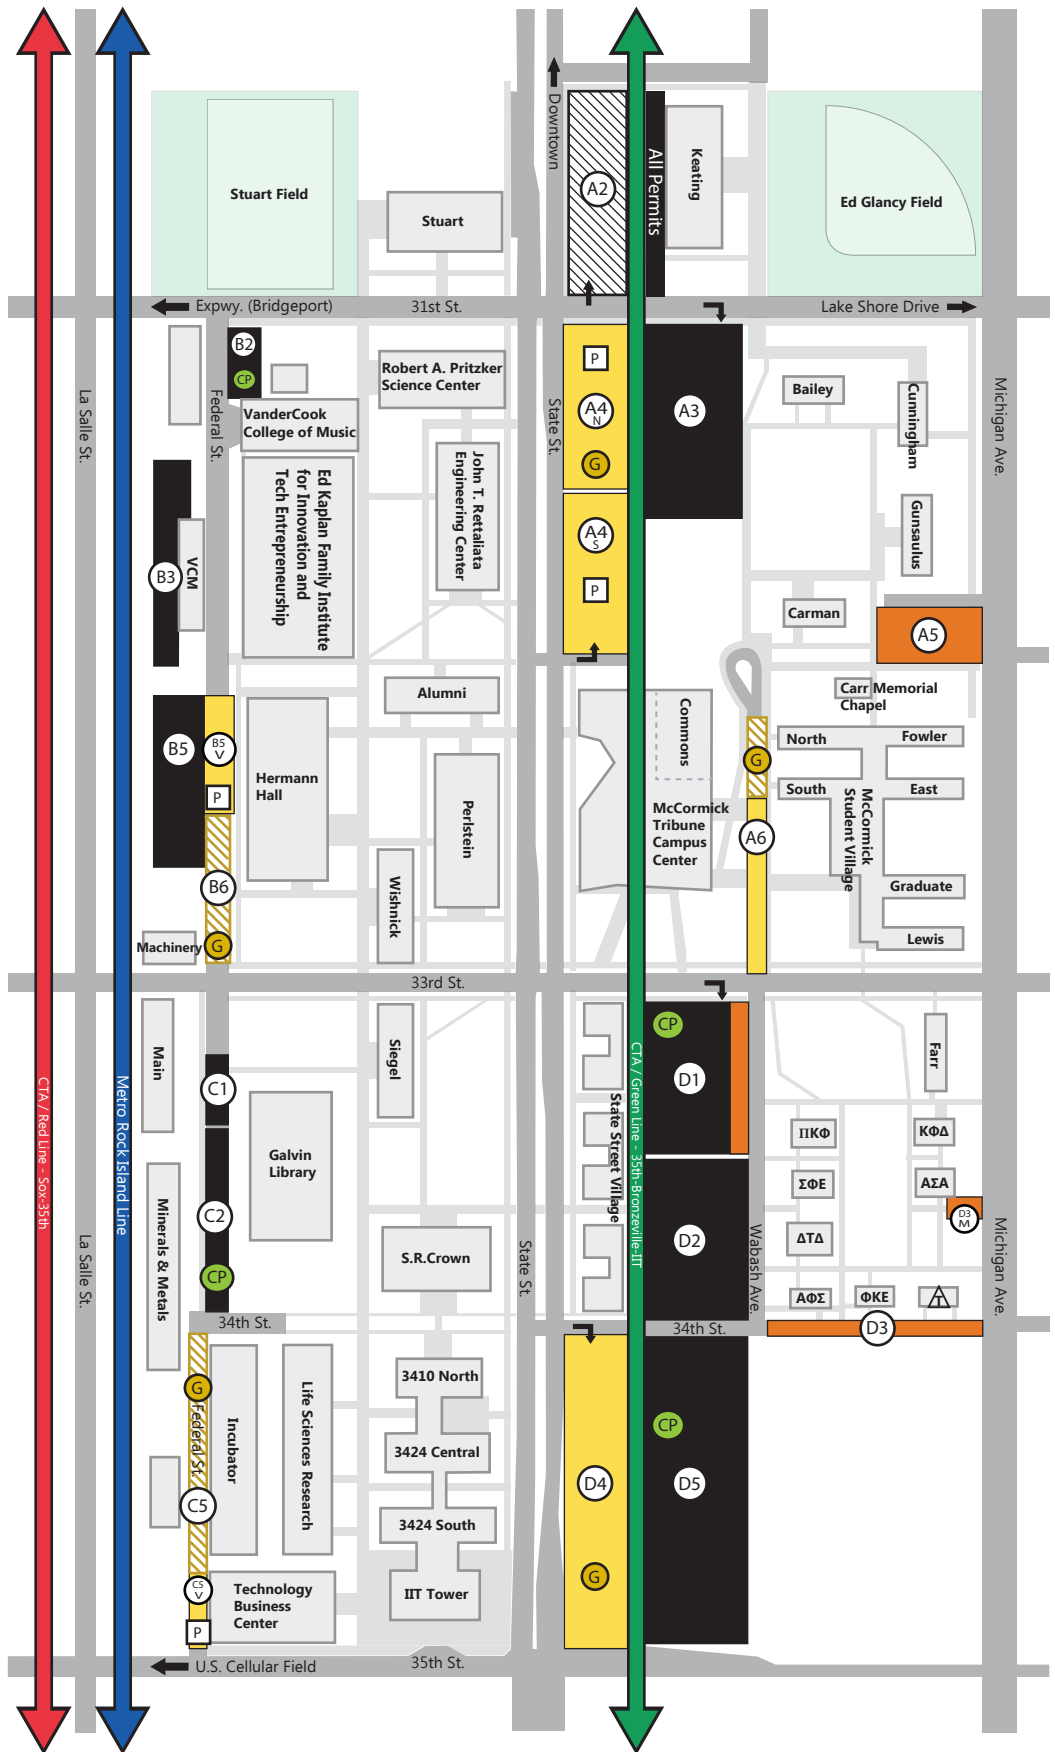 Downtown
Stuart Field
Stuart
A2
All Permits
Keating
Ed Glancy Field
Expwy. (Bridgeport)
31st St.
Lake Shore Drive
La Salle St.
Federal St.
B2
CP
VanderCook
College of Music
Robert A. Pritzker
Science Center
State St.
P
A4
N
G
A3
Bailey
Cunningham
Michigan Ave.
Ed Kaplan Family Institute
for Innovation and
Tech Entrepreneurship
John T. Rettaliata
Engineering Center
A4
S
P
Gunsaulus
B3
VCM
Carman
A5
Alumni
Carr Memorial
Chapel
B5
B5
V
P
Hermann
Hall
Perlstein
Commons
McCormick
Tribune
Campus
Center
G
A6
North
Fowler
South
East
McCormick
Student Village
Graduate
Lewis
B6
Wishnick
Machinery
G
33rd St.
Main
C1
Siegel
CP
D1
Farr
CTA / Red Line - Sox-35th
Metro Rock Island Line
CTA / Green Line - 35th-Bronzeville-IIT
State Street Village
Galvin
Library
ΠΚΦ
ΚΦΔ
ΣΦΕ
ΑΣΑ
D3
M
Minerals & Metals
C2
CP
S.R.Crown
D2
ΔΤΔ
La Salle St.
State St.
Wabash Ave.
Michigan Ave.
ΑΦΣ
ΦΚΕ
T
34th St.
34th St.
D3
G
Federal St.
Incubator
Life Sciences Research
3410 North
3424 Central
3424 South
IIT Tower
CP
D4
D5
G
C5
C5
V
P
Technology
Business
Center
U.S. Cellular Field
35th St.